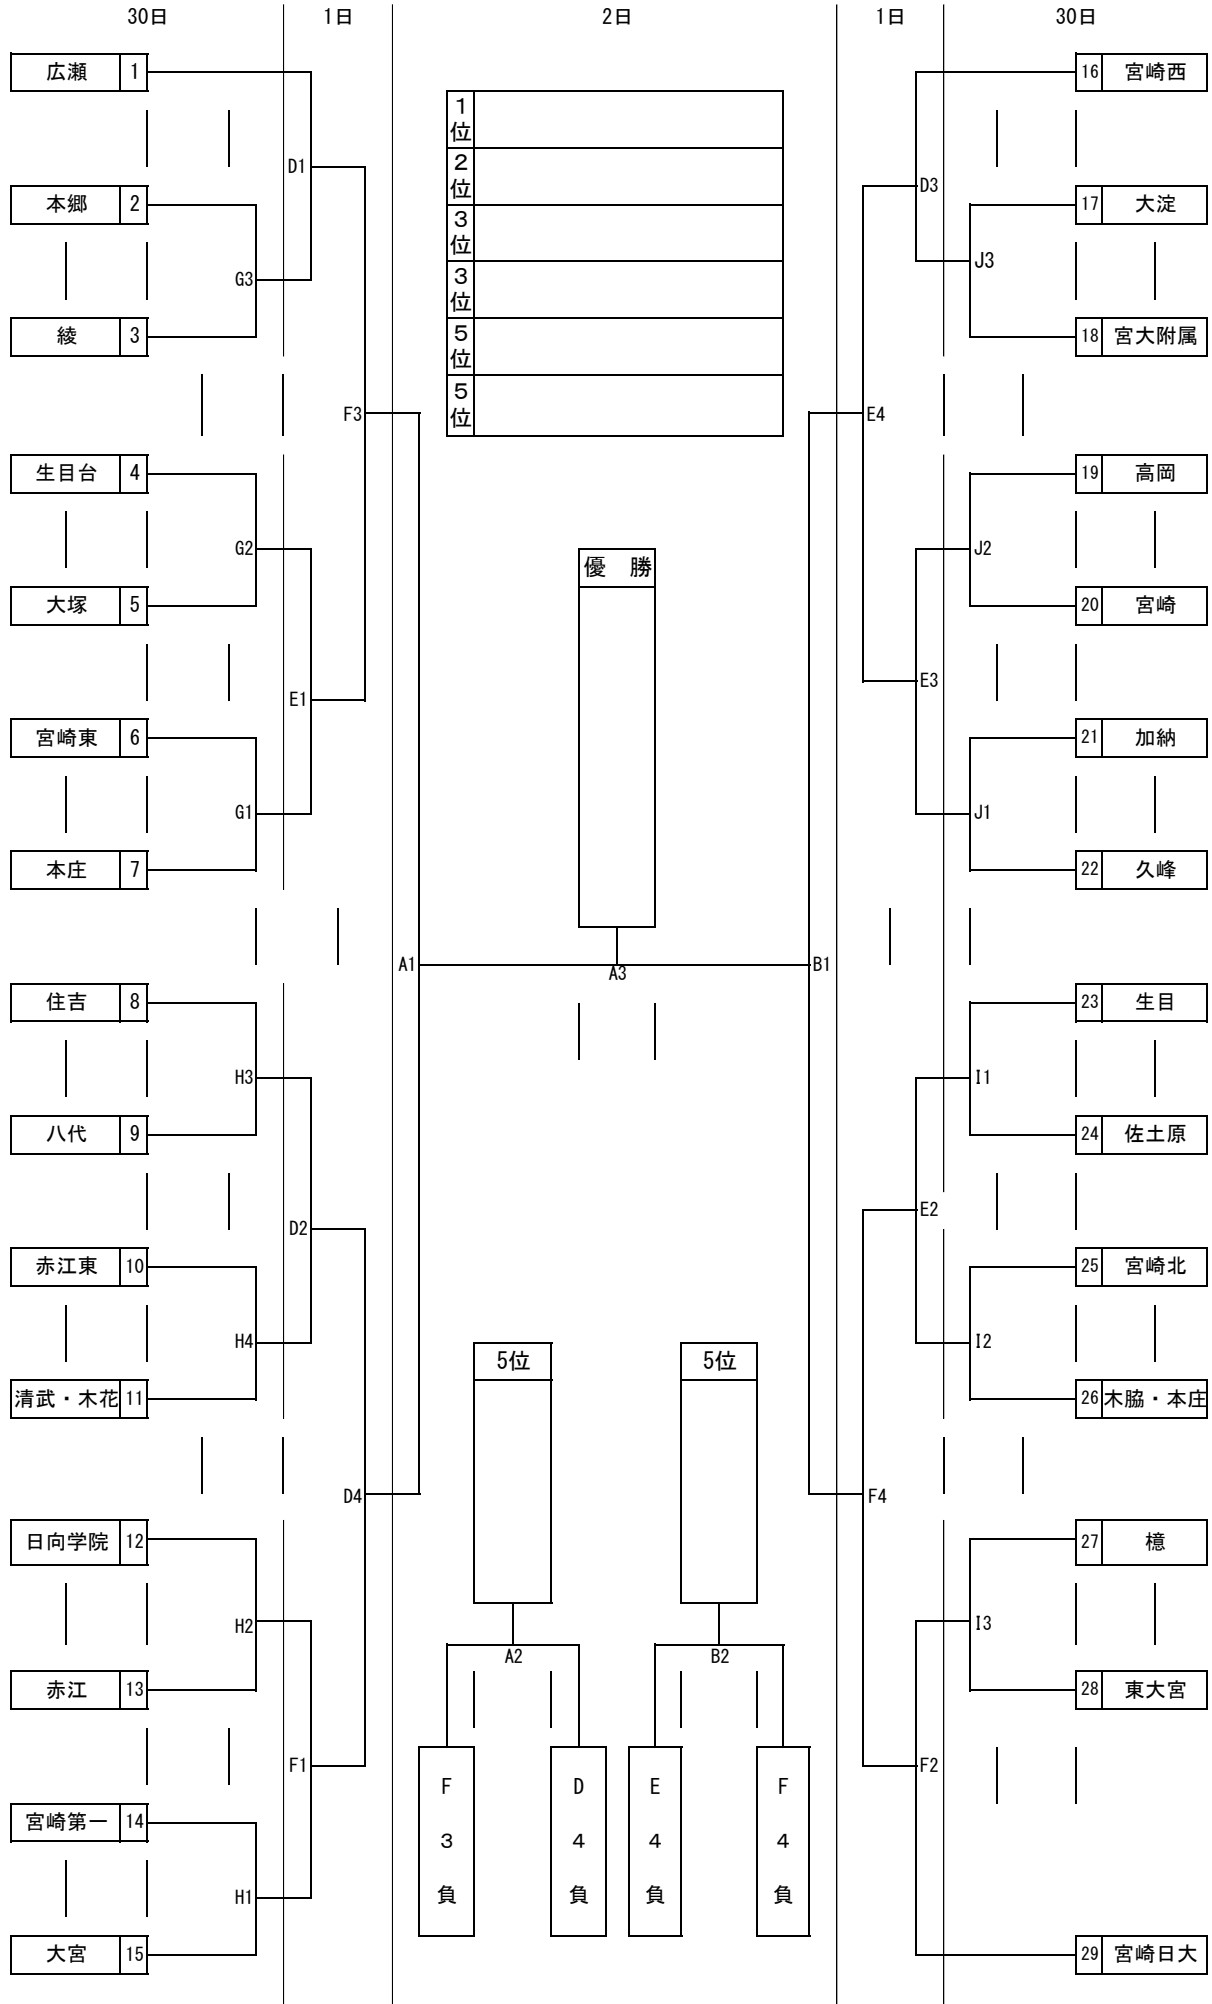 30日 1日 2日 1日 30日
広瀬 1
16 宮崎西
1位
2位
3位
3位
5位
5位
D1
D3
本郷 2
17 大淀
G3
J3
綾 3
18 宮大附属
F3
E4
生目台 4
19 高岡
G2
J2
優 勝
大塚 5
20 宮崎
E1
E3
宮崎東 6
21 加納
G1
J1
本庄 7
22 久峰
A1
A3
B1
住吉 8
23 生目
H3
I1
八代 9
24 佐土原
D2
E2
赤江東 10
25 宮崎北
H4
I2
5位 5位
清武・木花 11
26 木脇・本庄
D4
F4
日向学院 12
27 檍
H2
I3
A2
B2
赤江 13
28 東大宮
F1
F2
F3負
D4負
E4負
F4負
宮崎第一 14
H1
大宮 15
29 宮崎日大